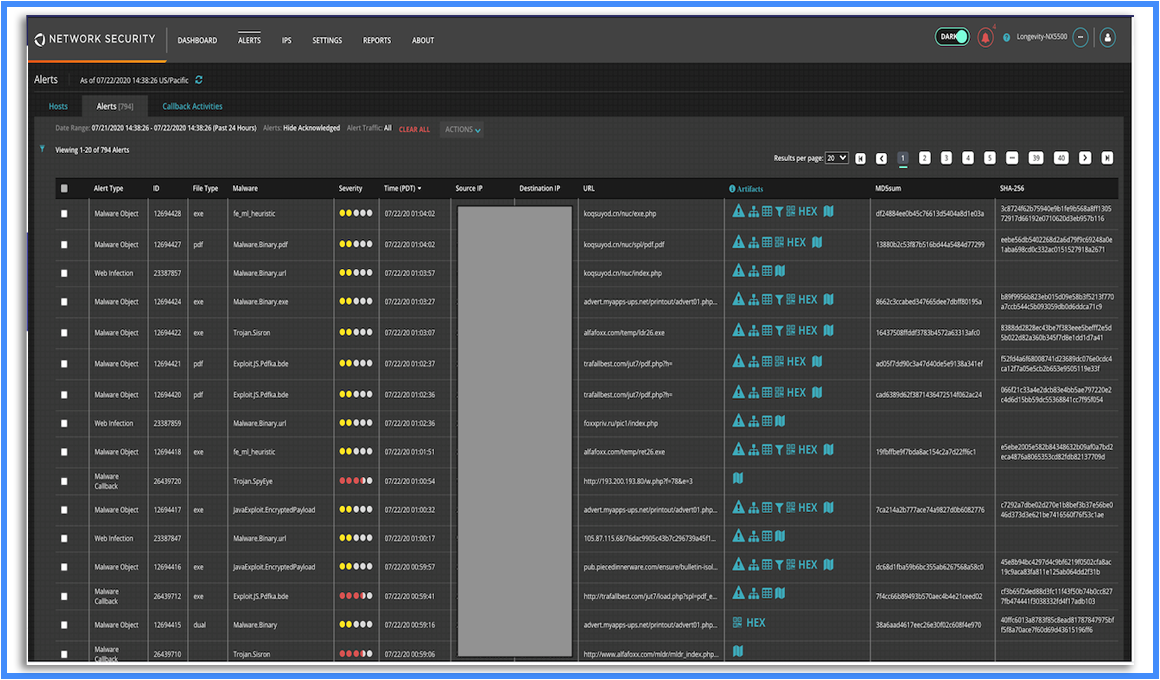 NETWORK SECURITY DASHBOARD ALERTS IPS SETTINGS REPORTS ABOUT DARK 4 Longevity-NX5500
Alerts As of 07/22/2020 14:38:26 US/Pacific
Hosts Alerts [794] Callback Activities
Date Range: 07/21/2020 14:38:26 - 07/22/2020 14:38:26 (Past 24 Hours) Alerts: Hide Acknowledged Alert Traffic: All CLEAR ALL ACTIONS
Viewing 1-20 of 794 Alerts
Results per page: 20 1 2 3 4 5 ••• 39 40
Alert Type ID File Type Malware Severity Time (PDT) Source IP Destination IP URL Artifacts MD5sum SHA-256
Malware Object 12694428 exe fe_ml_heuristic 07/22/20 01:04:02 koqsuyod.cn/nuc/exe.php HEX df24884ee0b45c76613d5404a8d1e03a 3c8724f62b75940e9b1fe9b568a8ff1305
72917d66192e0710620d3eb957b116
Malware Object 12694427 pdf Malware.Binary.pdf 07/22/20 01:04:02 koqsuyod.cn/nuc/spl/pdf.pdf HEX 13880b2c53f87b516bd44a5484d77299 eebe56db5402268d2a6d79f9c69248a0e
1aba698cd0c332ac0151527918a2671
Web Infection 23387857 Malware.Binary.url 07/22/20 01:03:57 koqsuyod.cn/nuc/index.php
Malware Object 12694424 exe Malware.Binary.exe 07/22/20 01:03:27 advert.myapps-ups.net/printout/advert01.php... HEX 8662c3ccabed347665dee7dbff80195a b89f9956b823eb015d09e58b3f5213f770
a7ccb544c5b093059db0d6ddca71c9
Malware Object 12694422 exe Trojan.Sisron 07/22/20 01:03:07 alfafoxx.com/temp/ldr26.exe HEX 16437508ffddf3783b4572a63313afc0 8388dd2828ec43be7f383eee5befff2e5d
5b022d82a360b345f7d8e1dd1d7a41
Malware Object 12694421 pdf Exploit.JS.Pdfka.bde 07/22/20 01:02:37 trafallbest.com/jut7/pdf.php?h= HEX ad05f7dd90c3a47d40de5e9138a341ef f52fd4a6f68008741d23689dc076e0cdc4
ca12f7a05e5cb2b653e9505119e33f
Malware Object 12694420 pdf Exploit.JS.Pdfka.bde 07/22/20 01:02:36 trafallbest.com/jut7/pdf.php?h= HEX cad6389d62f3871436472514f062ac24 066f21c33a4e2dcb83e4bb5ae797220e2
c4d6d15bb59dc55368841cc7f95f054
Web Infection 23387859 Malware.Binary.url 07/22/20 01:02:36 foxxpriv.ru/pic1/index.php
Malware Object 12694418 exe fe_ml_heuristic 07/22/20 01:01:51 alfafoxx.com/temp/ret26.exe HEX 19fbffbe9f7bda8ac154c2a7d22ff6c1 e5ebe2005e582b84348632b09af0a7bd2
eca4876a8065353cd82fdb82137709d
Malware
Callback 26439720 Trojan.SpyEye 07/22/20 01:00:54 http://193.200.193.80/w.php?f=78&e=3
Malware Object 12694417 exe JavaExploit.EncryptedPayload 07/22/20 01:00:32 advert.myapps-ups.net/printout/advert01.php... HEX 7ca214a2b777ace74a9827d0b6082776 c7292a7dbe02d270e1b8bef3b37e56be0
46d373d3e621be7416560f76f53c1ae
Web Infection 23387847 Malware.Binary.url 07/22/20 01:00:17 105.87.115.68/76dac9905c43b7c296739a45f1...
Malware Object 12694416 exe JavaExploit.EncryptedPayload 07/22/20 00:59:57 pub.piecedinnerware.com/ensure/bulletin-isol... HEX dc68d1fba59b6bc355ab6267568a58c0 45e8b94bc4297d4c9bf6219f0502cfa8ac
19c9aca83fa811e125ab064dd2f31b
Malware
Callback 26439712 exe Exploit.JS.Pdfka.bde 07/22/20 00:59:41 http://trafallbest.com/jut7/load.php?spl=pdf_e... 7f4cc66b89493b570aec4b4e21ceed02 cf3b65f2ded88d3fc11f43f50b74b0cc827
7fb474441f3038332fd4f17adb103
Malware Object 12694415 dual Malware.Binary 07/22/20 00:59:16 advert.myapps-ups.net/printout/advert01.php... HEX 38a6aad4617eec26e30f02c608f4e970 40ffc6013a8783f85c8ead81787847975bf
f5f8a70ace7f60d69d43615196ff6
Malware
Callback 26439710 Trojan.Sisron 07/22/20 00:59:06 http://www.alfafoxx.com/mldr/mldr_index.php...